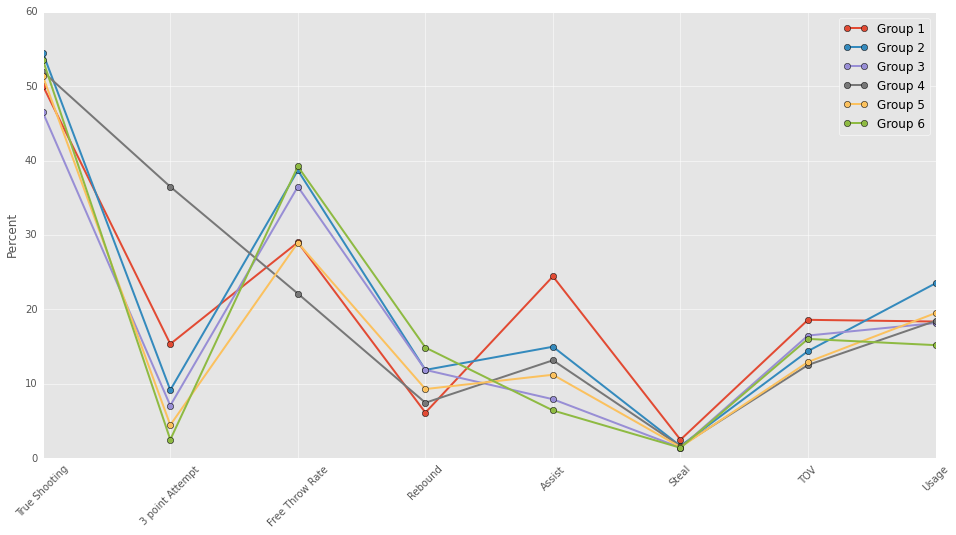 60
50
40
30
20
10
0
Percent
True Shooting
3 point Attempt
Free Throw Rate
Rebound
Assist
Steal
TOV
Usage
Group 1
Group 2
Group 3
Group 4
Group 5
Group 6